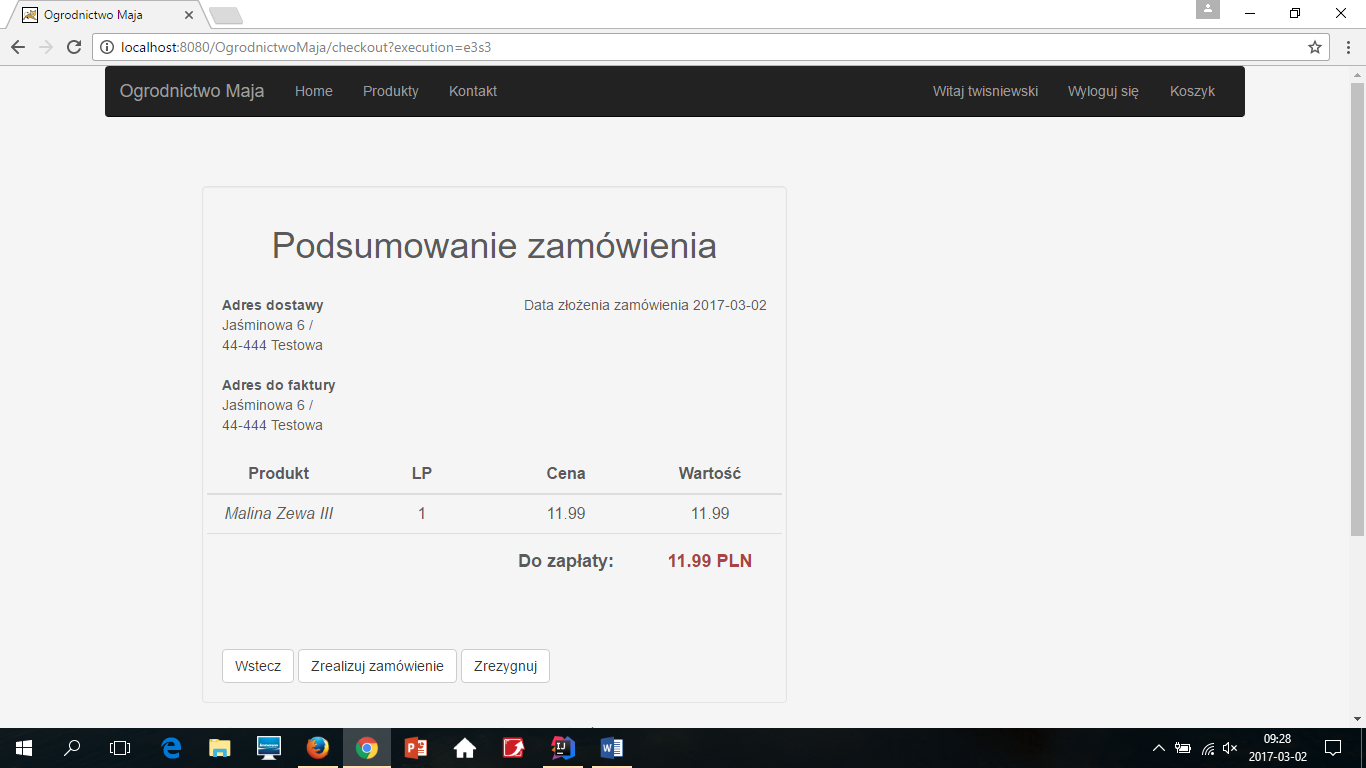 Ogrodnictwo Maja
localhost:8080/OgrodnictwoMaja/checkout?execution=e3s3
Ogrodnictwo Maja Home Produkty Kontakt Witaj twisniewski Wyloguj się Koszyk
Podsumowanie zamówienia
Adres dostawy Data złożenia zamówienia 2017-03-02
Jaśminowa 6 /
44-444 Testowa
Adres do faktury
Jaśminowa 6 /
44-444 Testowa
Produkt LP Cena Wartość
Malina Zewa III 1 11.99 11.99
Do zapłaty: 11.99 PLN
Wstecz Zrealizuj zamówienie Zrezygnuj
09:28
2017-03-02